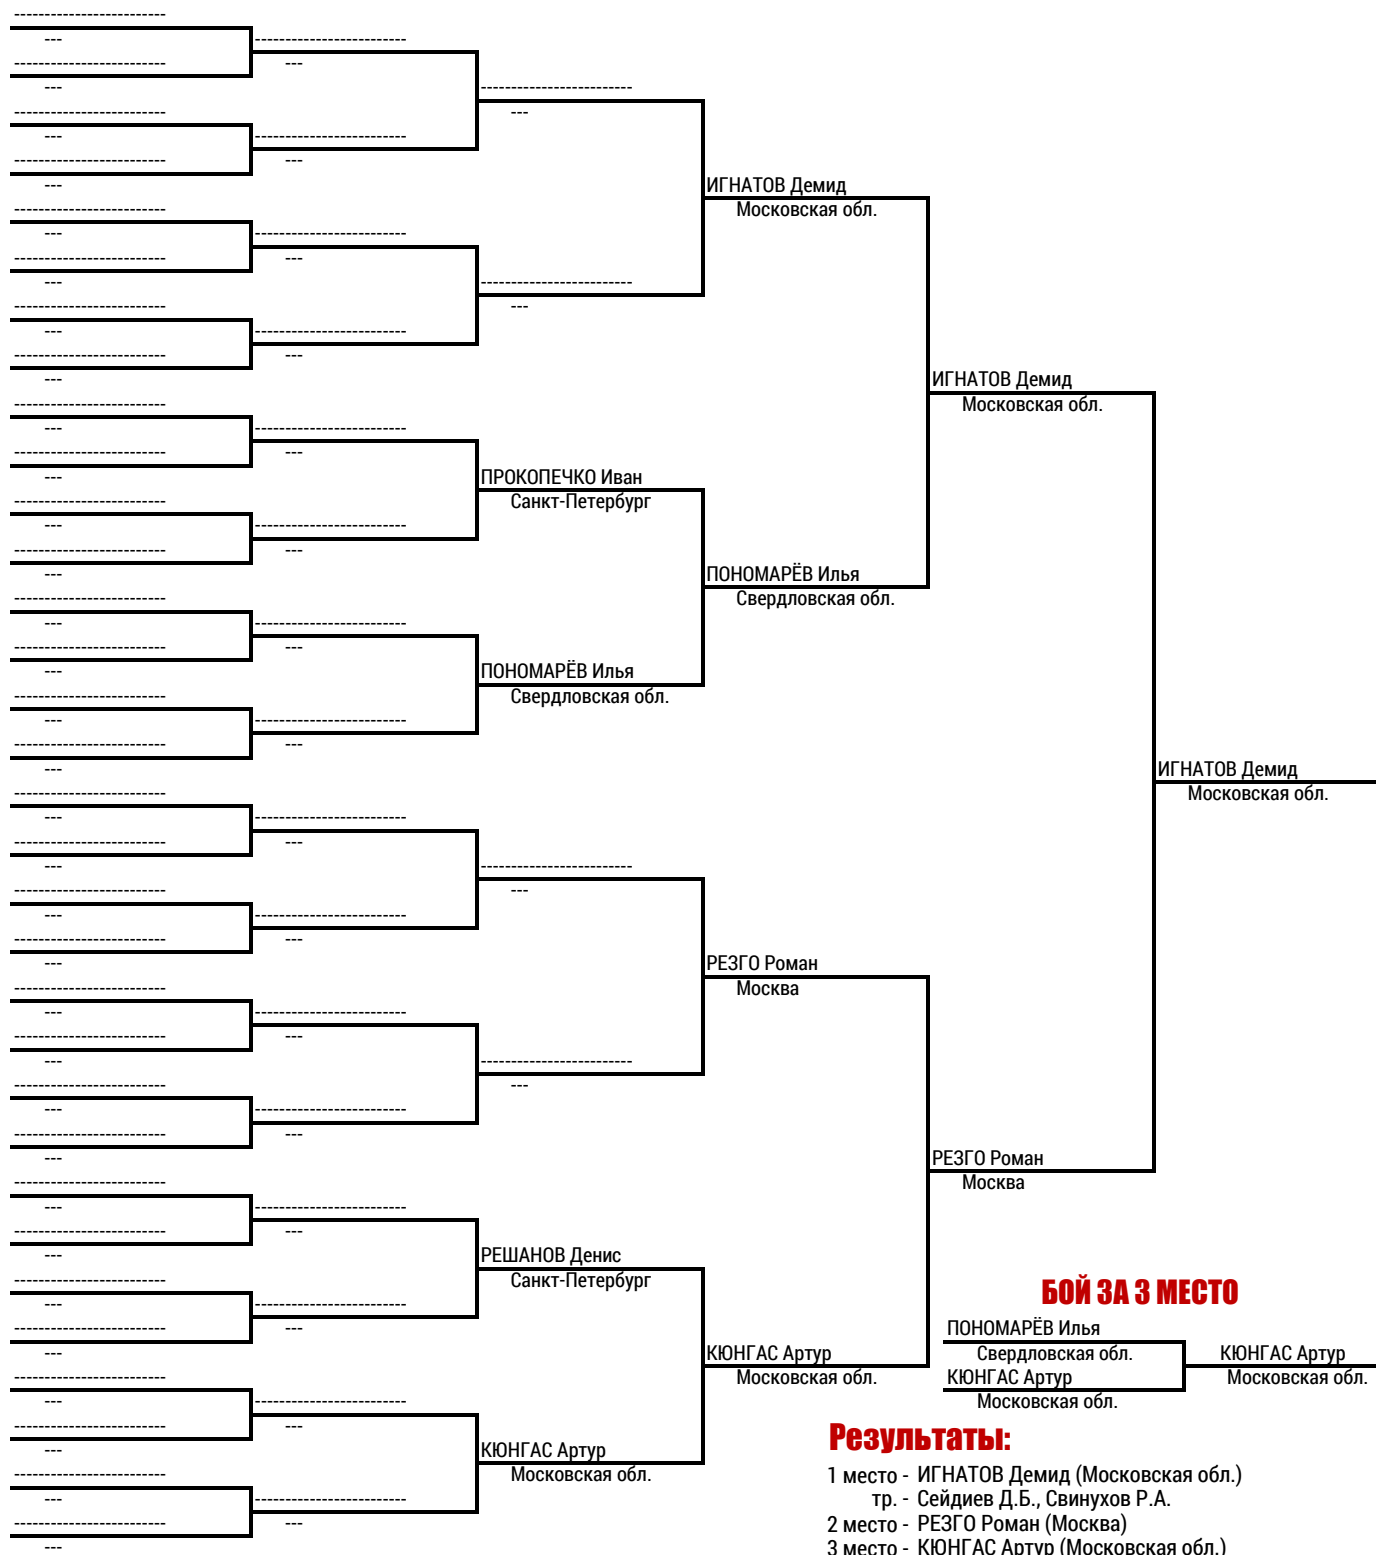 ИГНАТОВ Демид
Московская обл.
ИГНАТОВ Демид
Московская обл.
ПРОКОПЕЧКО Иван
Санкт-Петербург
ПОНОМАРЁВ Илья
Свердловская обл.
ПОНОМАРЁВ Илья
Свердловская обл.
ИГНАТОВ Демид
Московская обл.
РЕЗГО Роман
Москва
РЕЗГО Роман
Москва
РЕШАНОВ Денис
Санкт-Петербург
БОЙ ЗА 3 МЕСТО
ПОНОМАРЁВ Илья
Свердловская обл.
КЮНГАС Артур
Московская обл.
КЮНГАС Артур
Московская обл.
КЮНГАС Артур
Московская обл.
КЮНГАС Артур
Московская обл.
Результаты:
1 место - ИГНАТОВ Демид (Московская обл.)
тр. - Сейдиев Д.Б., Свинухов Р.А.
2 место - РЕЗГО Роман (Москва)
3 место - КЮНГАС Артур (Московская обл.)